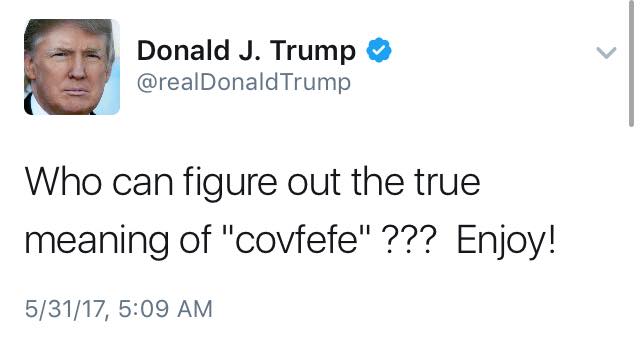 Donald J. Trump
@realDonaldTrump
Who can figure out the true
meaning of "covfefe" ???  Enjoy!
5/31/17, 5:09 AM